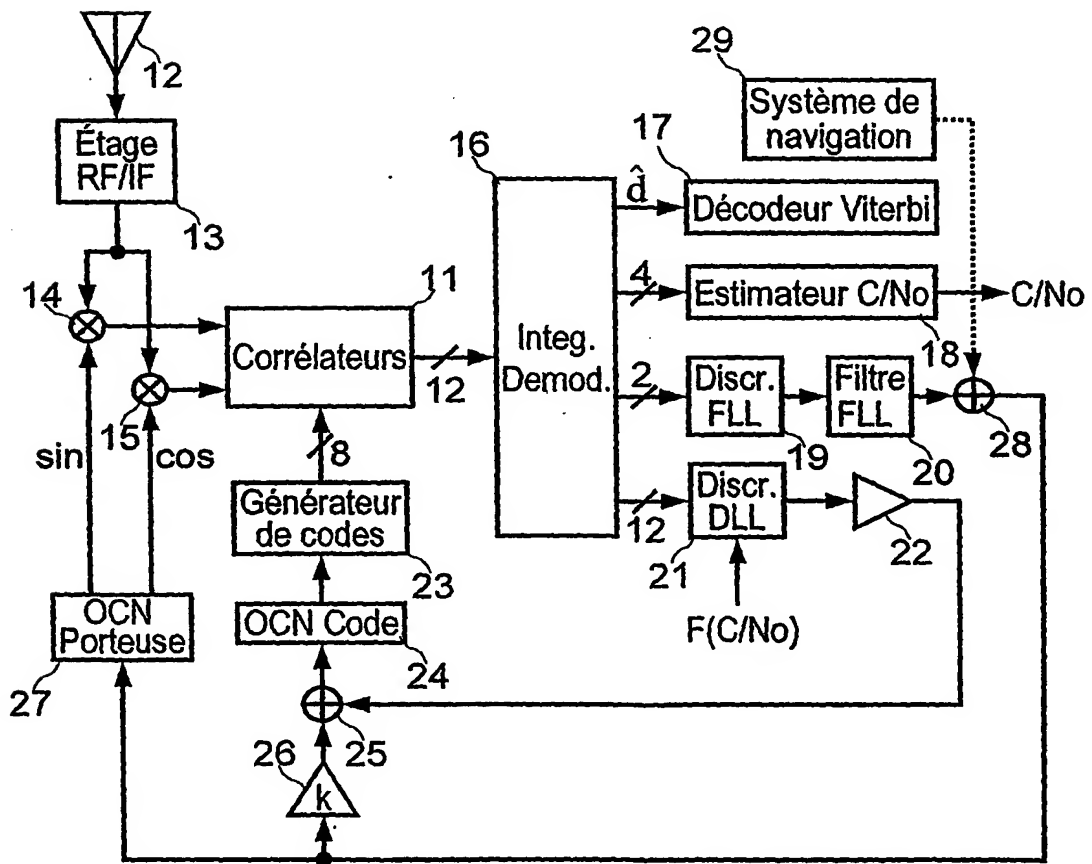 12
Étage
RF/IF
13
14
15
sin
cos
11
Corrélateurs
12
8
Générateur
de codes
23
OCN Code
24
OCN
Porteuse
27
25
26
k
16
Integ.
Demod.
d̂
17
Décodeur Viterbi
29
Système de
navigation
4
Estimateur C/No
C/No
18
2
Discr.
FLL
19
Filtre
FLL
20
28
12
Discr.
DLL
21
22
F(C/No)